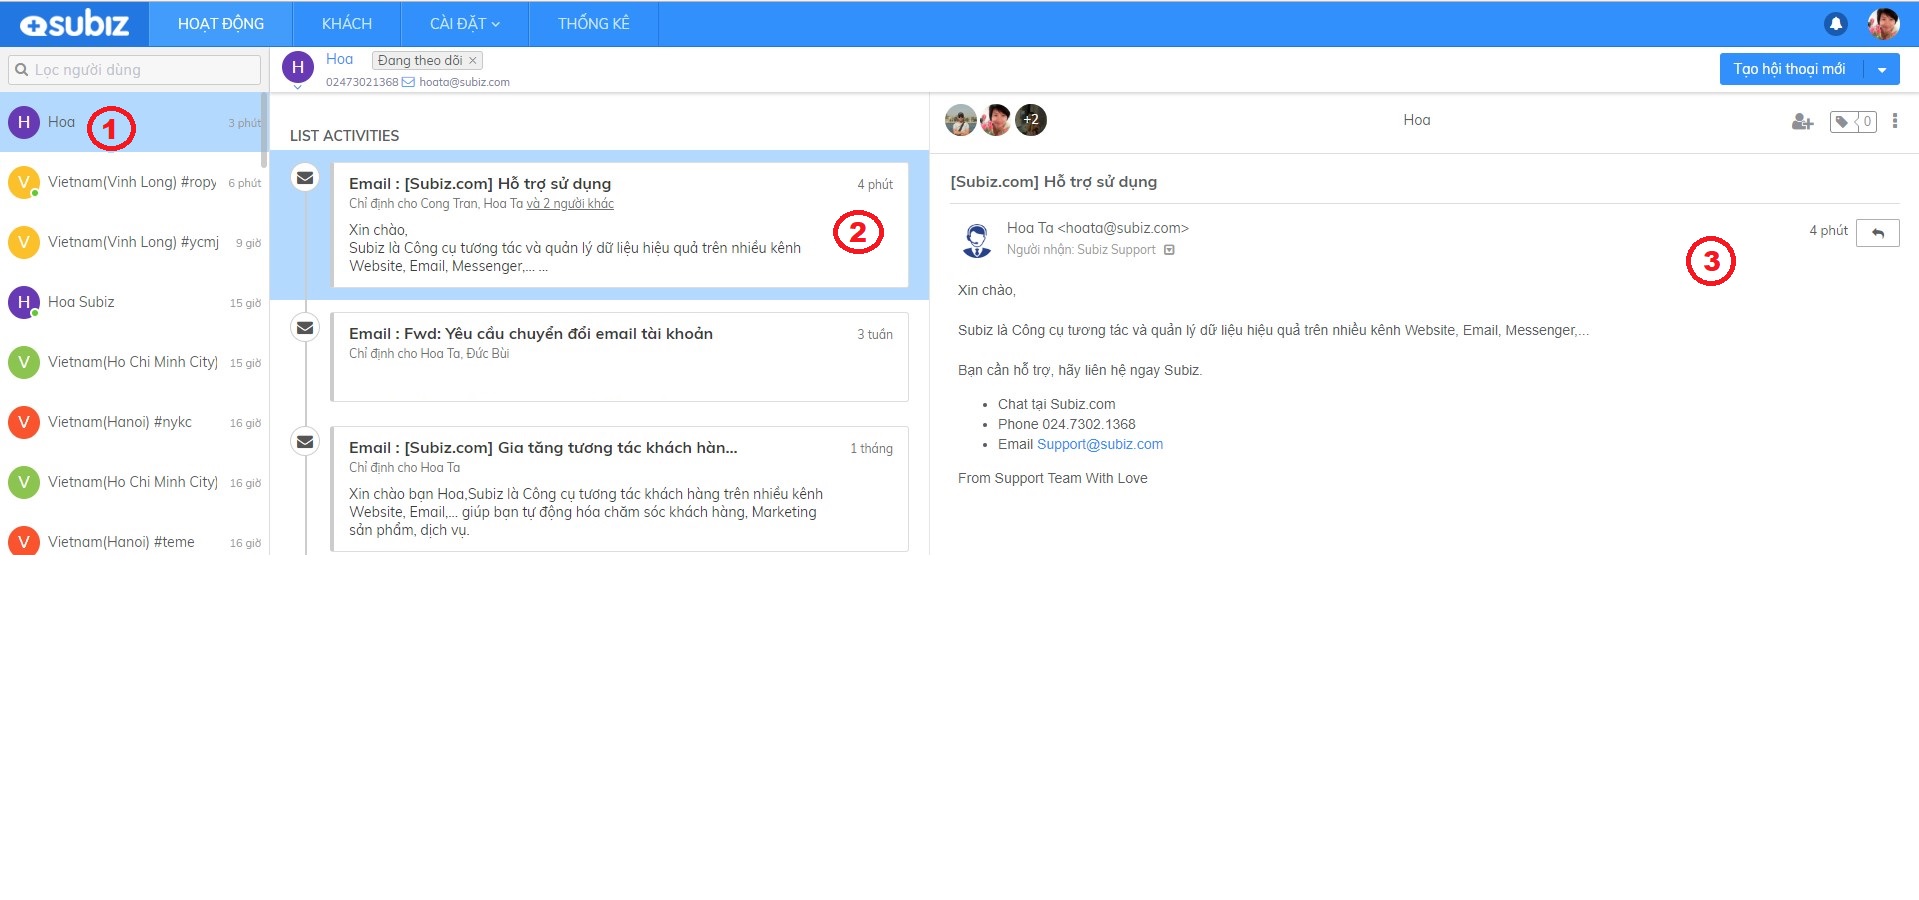 subiz
HOẠT ĐỘNG
KHÁCH
CÀI ĐẶT
THỐNG KÊ
Lọc người dùng
H
Hoa
Đang theo dõi ×
02473021368 hoata@subiz.com
Tạo hội thoại mới
H Hoa 3 phút
1
V Vietnam(Vinh Long) #ropy 6 phút
V Vietnam(Vinh Long) #ycmj 9 giờ
H Hoa Subiz 15 giờ
V Vietnam(Ho Chi Minh City) 15 giờ
V Vietnam(Hanoi) #nykc 16 giờ
V Vietnam(Ho Chi Minh City) 16 giờ
V Vietnam(Hanoi) #teme 16 giờ
LIST ACTIVITIES
Email : [Subiz.com] Hỗ trợ sử dụng 4 phút
Chỉ định cho Cong Tran, Hoa Ta và 2 người khác
Xin chào,
Subiz là Công cụ tương tác và quản lý dữ liệu hiệu quả trên nhiều kênh
Website, Email, Messenger,... ...
2
Email : Fwd: Yêu cầu chuyển đổi email tài khoản 3 tuần
Chỉ định cho Hoa Ta, Đức Bùi
Email : [Subiz.com] Gia tăng tương tác khách hàn... 1 tháng
Chỉ định cho Hoa Ta
Xin chào bạn Hoa,Subiz là Công cụ tương tác khách hàng trên nhiều kênh
Website, Email,... giúp bạn tự động hóa chăm sóc khách hàng, Marketing
sản phẩm, dịch vụ.
+2
Hoa
0
[Subiz.com] Hỗ trợ sử dụng
Hoa Ta <hoata@subiz.com> 4 phút
Người nhận: Subiz Support
3
Xin chào,
Subiz là Công cụ tương tác và quản lý dữ liệu hiệu quả trên nhiều kênh Website, Email, Messenger,...
Bạn cần hỗ trợ, hãy liên hệ ngay Subiz.
• Chat tại Subiz.com
• Phone 024.7302.1368
• Email Support@subiz.com
From Support Team With Love